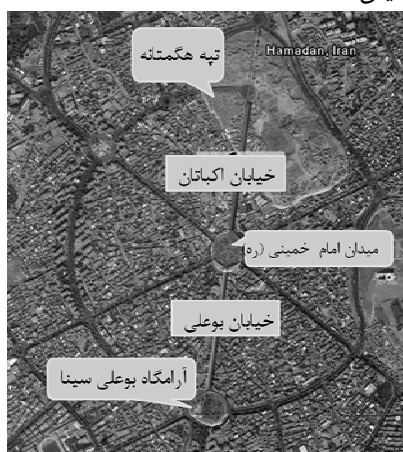 تپه هگمتانه
Hamadan, Iran
خیابان اکباتان
میدان امام خمینی (ره
خیابان بوعلی
آرامگاه بوعلی سینا